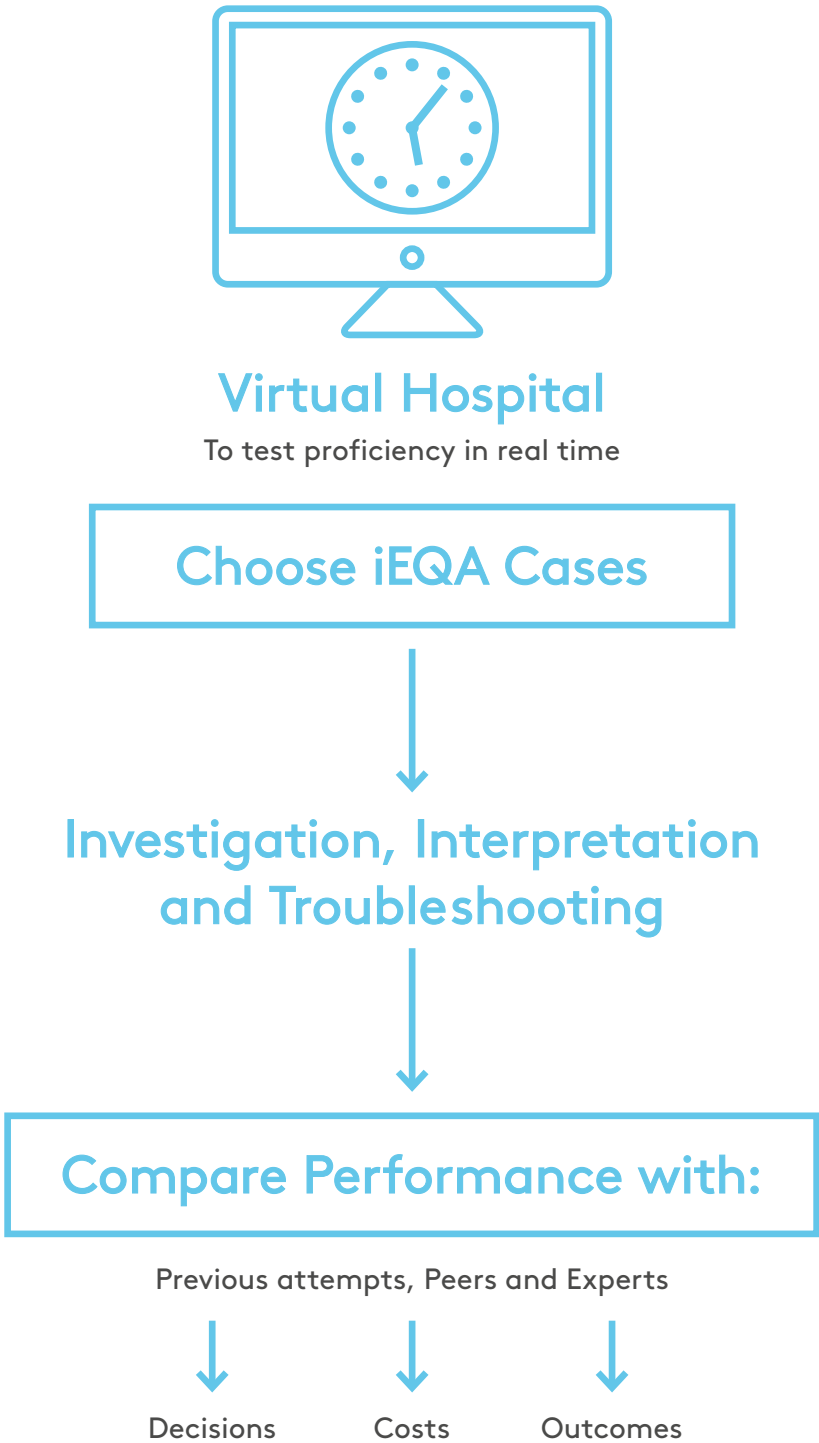 Virtual Hospital
To test proficiency in real time
Choose iEQA Cases
Investigation, Interpretation
and Troubleshooting
Compare Performance with:
Previous attempts, Peers and Experts
Decisions
Costs
Outcomes